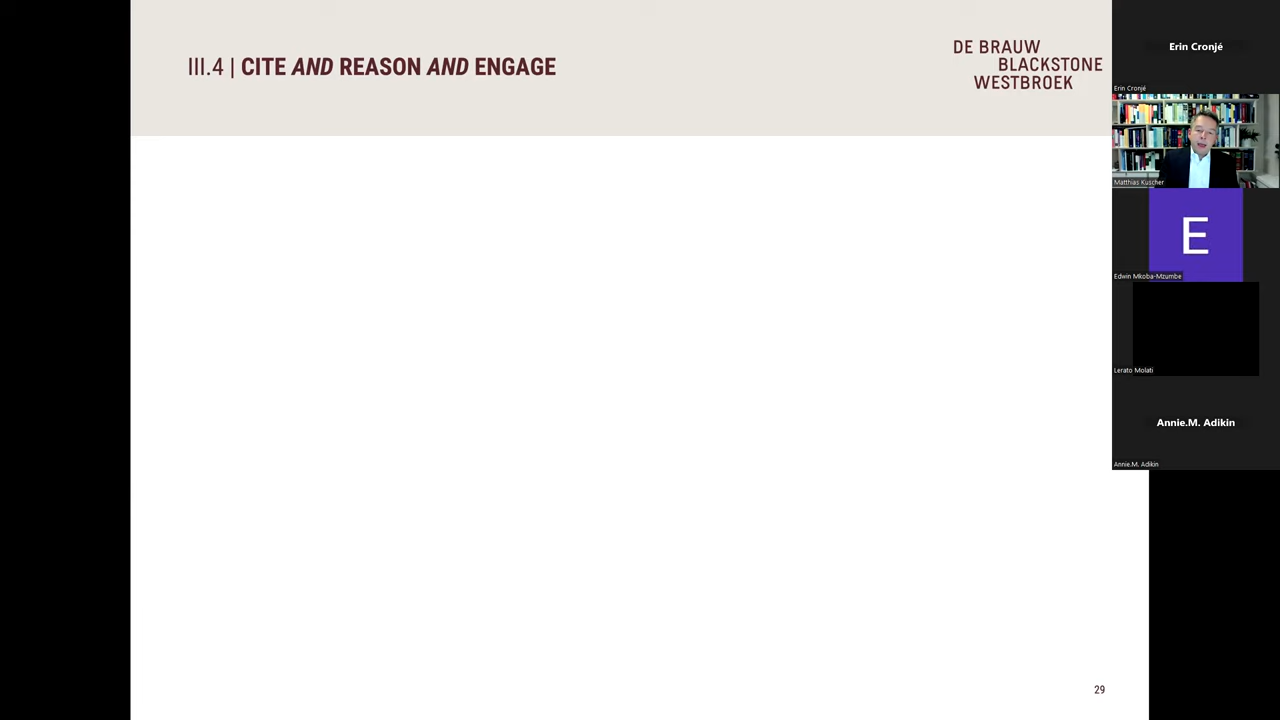 III.4 | CITE AND REASON AND ENGAGE
DE BRAUW
BLACKSTONE
WESTBROEK
29
Erin Cronjé
Erin Cronjé
Matthias Kuscher
E
Edwin Mkoba-Mzumbe
Lerato Molati
Annie.M. Adikin
Annie.M. Adikin